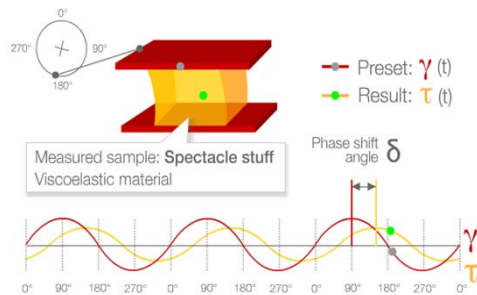 0°
270°
90°
180°
Preset: γ (t)
Result: τ (t)
Measured sample: Spectacle stuff
Viscoelastic material
Phase shift
angle δ
γ
τ
0° 90° 180° 270° 0° 90° 180° 270° 0° 90° 180° 270° 0°